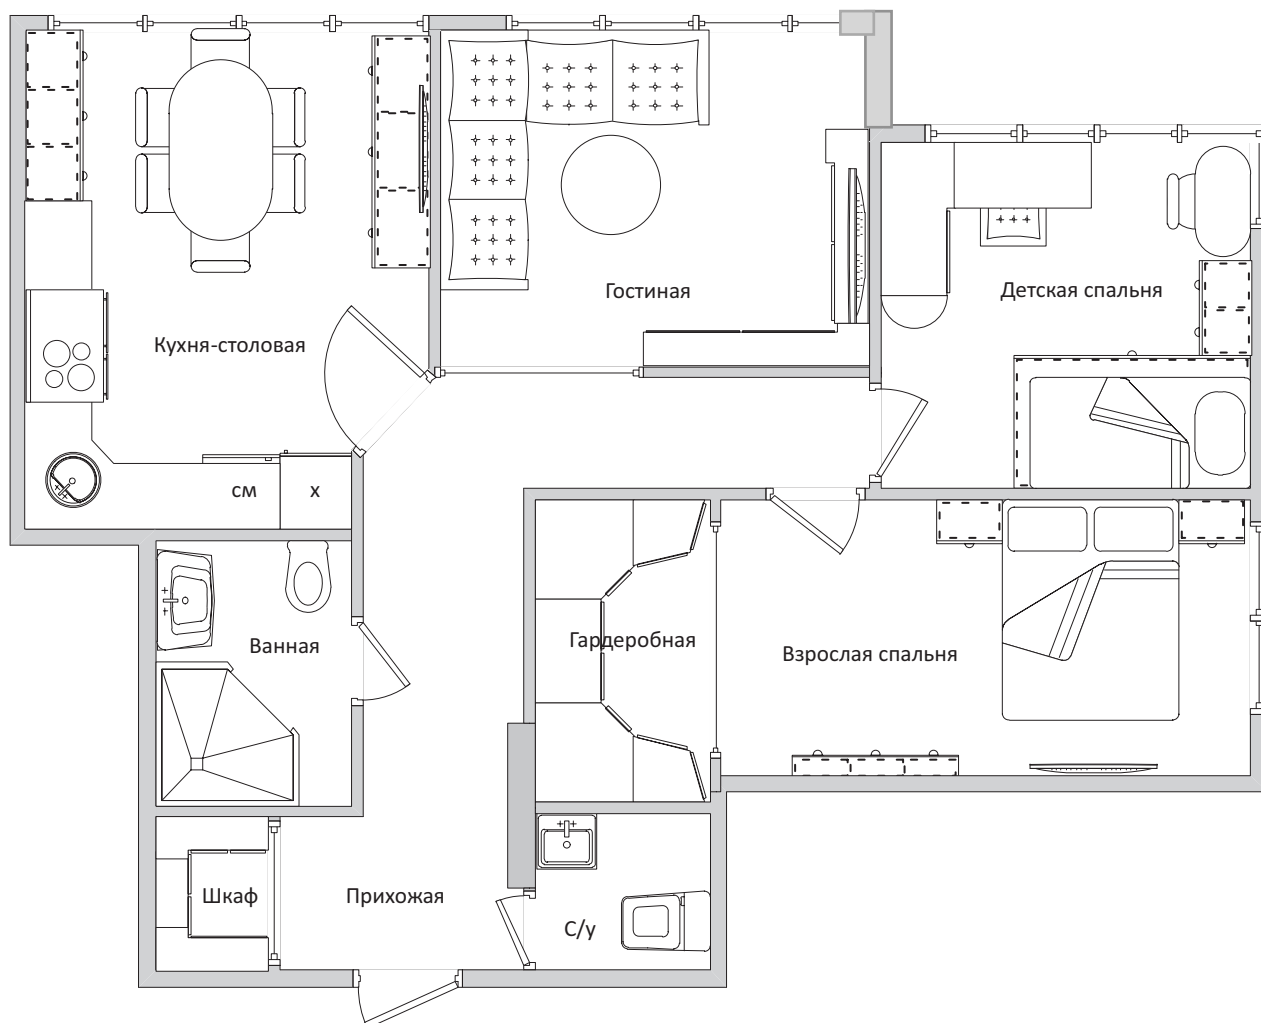 Гостиная
Детская спальня
Кухня-столовая
см
х
Ванная
Гардеробная
Взрослая спальня
Шкаф
Прихожая
С/у